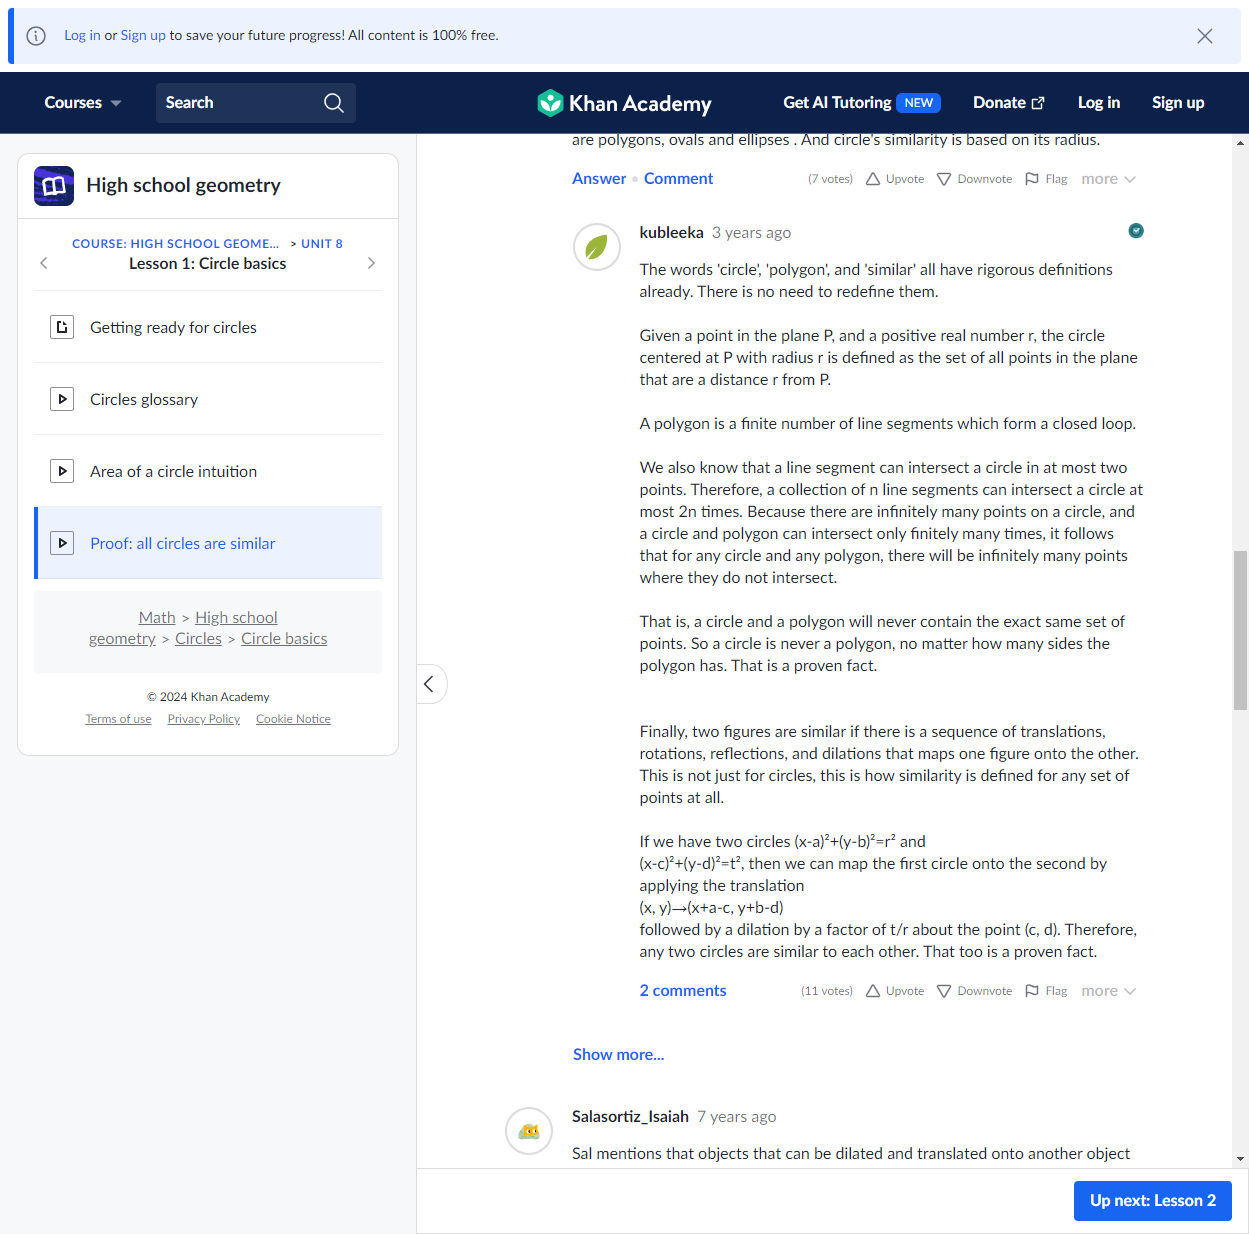 Log in or Sign up to save your future progress! All content is 100% free.
Courses
Search
Khan Academy
Get AI Tutoring NEW
Donate
Log in
Sign up
High school geometry
COURSE: HIGH SCHOOL GEOME... > UNIT 8
Lesson 1: Circle basics
Getting ready for circles
Circles glossary
Area of a circle intuition
Proof: all circles are similar
Math > High school
geometry > Circles > Circle basics
© 2024 Khan Academy
Terms of use Privacy Policy Cookie Notice
are polygons, ovals and ellipses . And circle's similarity is based on its radius.
Answer • Comment (7 votes) Upvote Downvote Flag more
kubleeka 3 years ago
The words 'circle', 'polygon', and 'similar' all have rigorous definitions
already. There is no need to redefine them.
Given a point in the plane P, and a positive real number r, the circle
centered at P with radius r is defined as the set of all points in the plane
that are a distance r from P.
A polygon is a finite number of line segments which form a closed loop.
We also know that a line segment can intersect a circle in at most two
points. Therefore, a collection of n line segments can intersect a circle at
most 2n times. Because there are infinitely many points on a circle, and
a circle and polygon can intersect only finitely many times, it follows
that for any circle and any polygon, there will be infinitely many points
where they do not intersect.
That is, a circle and a polygon will never contain the exact same set of
points. So a circle is never a polygon, no matter how many sides the
polygon has. That is a proven fact.
Finally, two figures are similar if there is a sequence of translations,
rotations, reflections, and dilations that maps one figure onto the other.
This is not just for circles, this is how similarity is defined for any set of
points at all.
If we have two circles (x-a)²+(y-b)²=r² and
(x-c)²+(y-d)²=t², then we can map the first circle onto the second by
applying the translation
(x, y)→(x+a-c, y+b-d)
followed by a dilation by a factor of t/r about the point (c, d). Therefore,
any two circles are similar to each other. That too is a proven fact.
2 comments (11 votes) Upvote Downvote Flag more
Show more...
Salasortiz_Isaiah 7 years ago
Sal mentions that objects that can be dilated and translated onto another object
Up next: Lesson 2